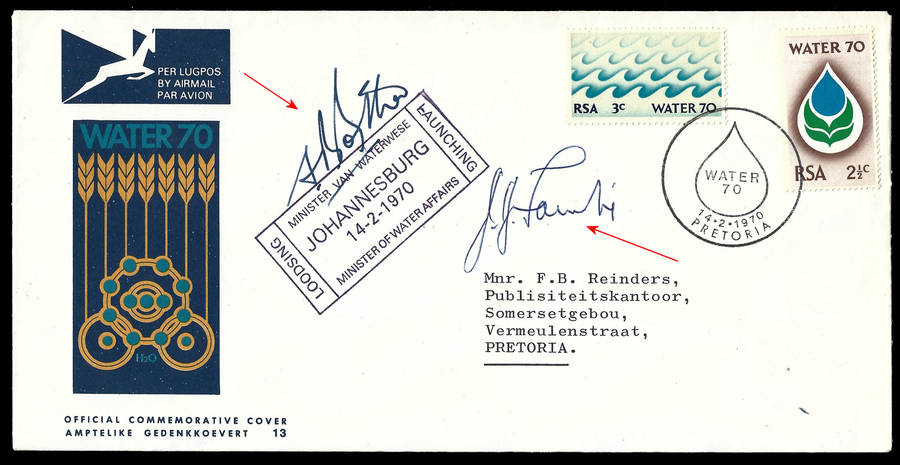 PER LUGPOS
BY AIRMAIL
PAR AVION
WATER 70
H₂O
OFFICIAL COMMEMORATIVE COVER
AMPTELIKE GEDENKKOEVERT 13
LOODSING
MINISTER VAN WATERWESE
JOHANNESBURG
14-2-1970
MINISTER OF WATER AFFAIRS
LAUNCHING
RSA 3c WATER 70
WATER 70
RSA 2½c
WATER
70
14·2·1970
PRETORIA
Mnr. F.B. Reinders,
Publisiteitskantoor,
Somersetgebou,
Vermeulenstraat,
PRETORIA.